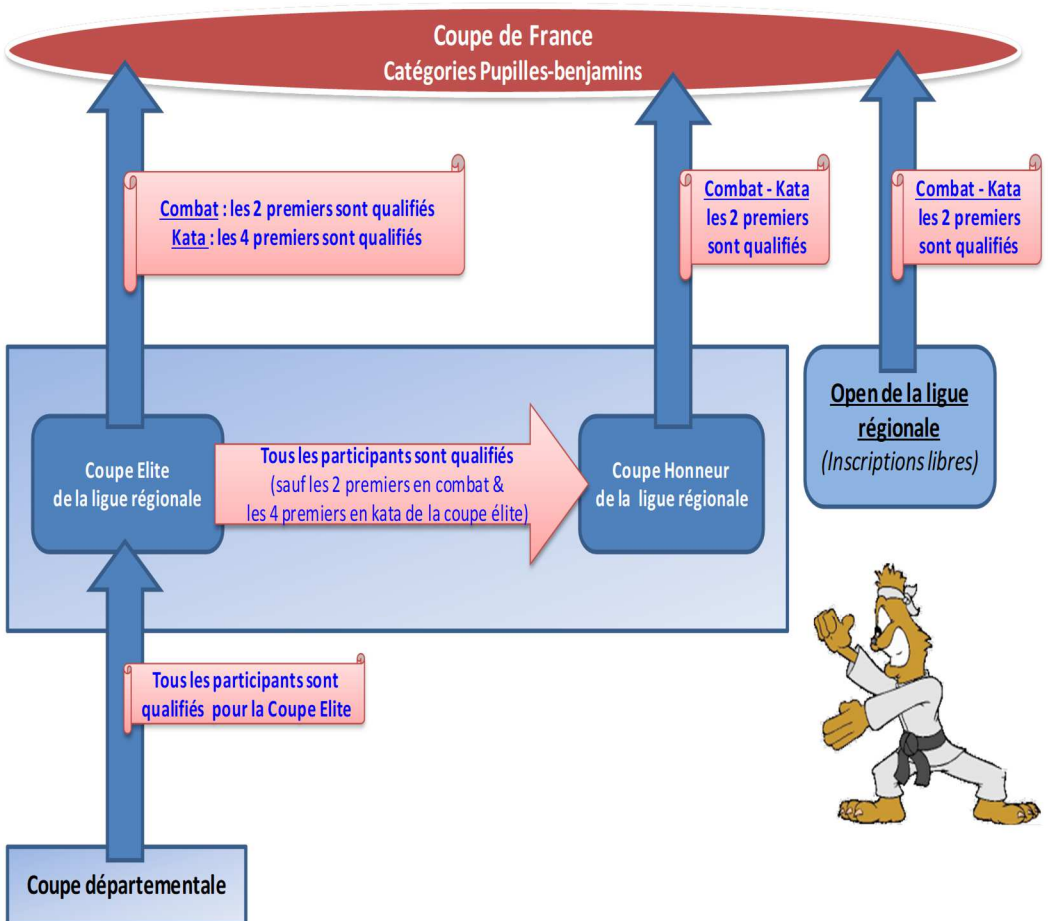 Coupe de France
Catégories Pupilles-benjamins
Combat : les 2 premiers sont qualifiés
Kata : les 4 premiers sont qualifiés
Combat - Kata
les 2 premiers
sont qualifiés
Combat - Kata
les 2 premiers
sont qualifiés
Coupe Elite
de la ligue régionale
Tous les participants sont qualifiés
(sauf les 2 premiers en combat &
les 4 premiers en kata de la coupe élite)
Coupe Honneur
de la ligue régionale
Open de la ligue
régionale
(Inscriptions libres)
Tous les participants sont
qualifiés pour la Coupe Elite
Coupe départementale